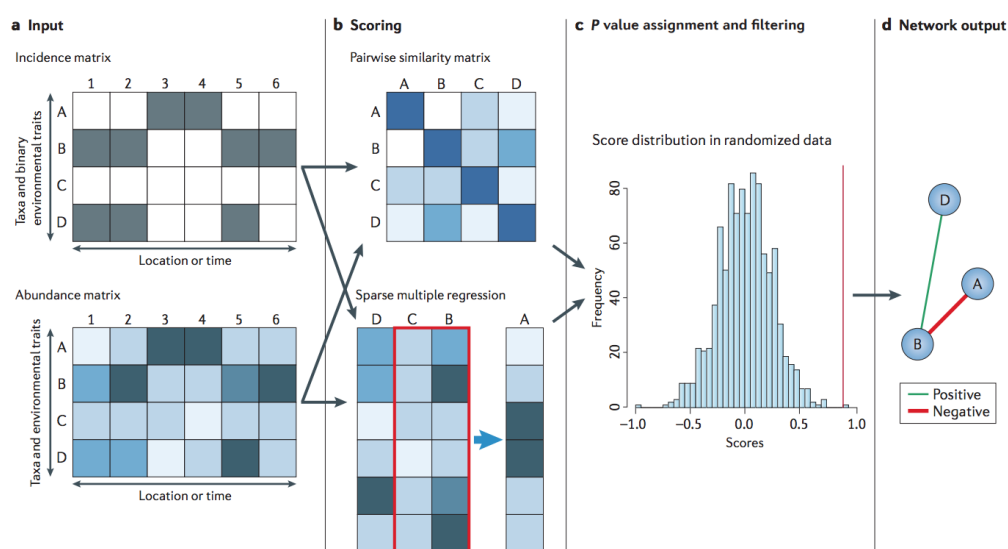 a Input
Incidence matrix
1 2 3 4 5 6
A
B
C
D
Taxa and binary
environmental traits
Location or time
Abundance matrix
1 2 3 4 5 6
A
B
C
D
Taxa and environmental traits
Location or time
b Scoring
Pairwise similarity matrix
A B C D
A
B
C
D
Sparse multiple regression
D C B A
c P value assignment and filtering
Score distribution in randomized data
Frequency
80
60
40
20
0
–1.0 –0.5 0.0 0.5 1.0
Scores
d Network output
D
A
B
Positive
Negative